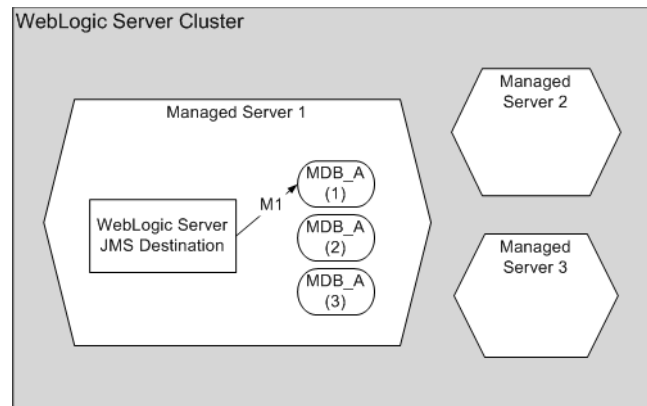 WebLogic Server Cluster
Managed Server 1
WebLogic Server
JMS Destination
M1
MDB_A
(1)
MDB_A
(2)
MDB_A
(3)
Managed
Server 2
Managed
Server 3